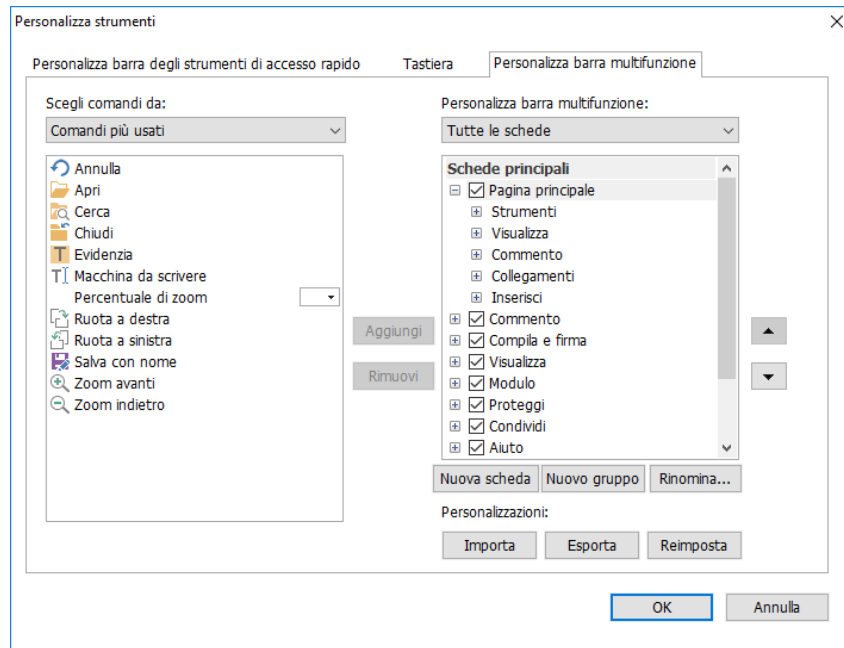 Personalizza strumenti
Personalizza barra degli strumenti di accesso rapido
Tastiera
Personalizza barra multifunzione
Scegli comandi da:
Comandi più usati
Annulla
Apri
Cerca
Chiudi
Evidenzia
Macchina da scrivere
Percentuale di zoom
Ruota a destra
Ruota a sinistra
Salva con nome
Zoom avanti
Zoom indietro
Aggiungi
Rimuovi
Personalizza barra multifunzione:
Tutte le schede
Schede principali
Pagina principale
Strumenti
Visualizza
Commento
Collegamenti
Inserisci
Commento
Compila e firma
Visualizza
Modulo
Proteggi
Condividi
Aiuto
Nuova scheda Nuovo gruppo Rinomina...
Personalizzazioni:
Importa Esporta Reimposta
OK Annulla